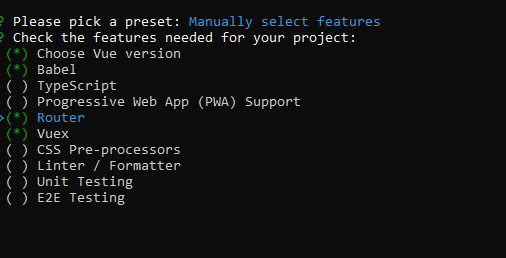 ? Please pick a preset: Manually select features
? Check the features needed for your project:
(*) Choose Vue version
(*) Babel
( ) TypeScript
( ) Progressive Web App (PWA) Support
>(*) Router
(*) Vuex
( ) CSS Pre-processors
( ) Linter / Formatter
( ) Unit Testing
( ) E2E Testing